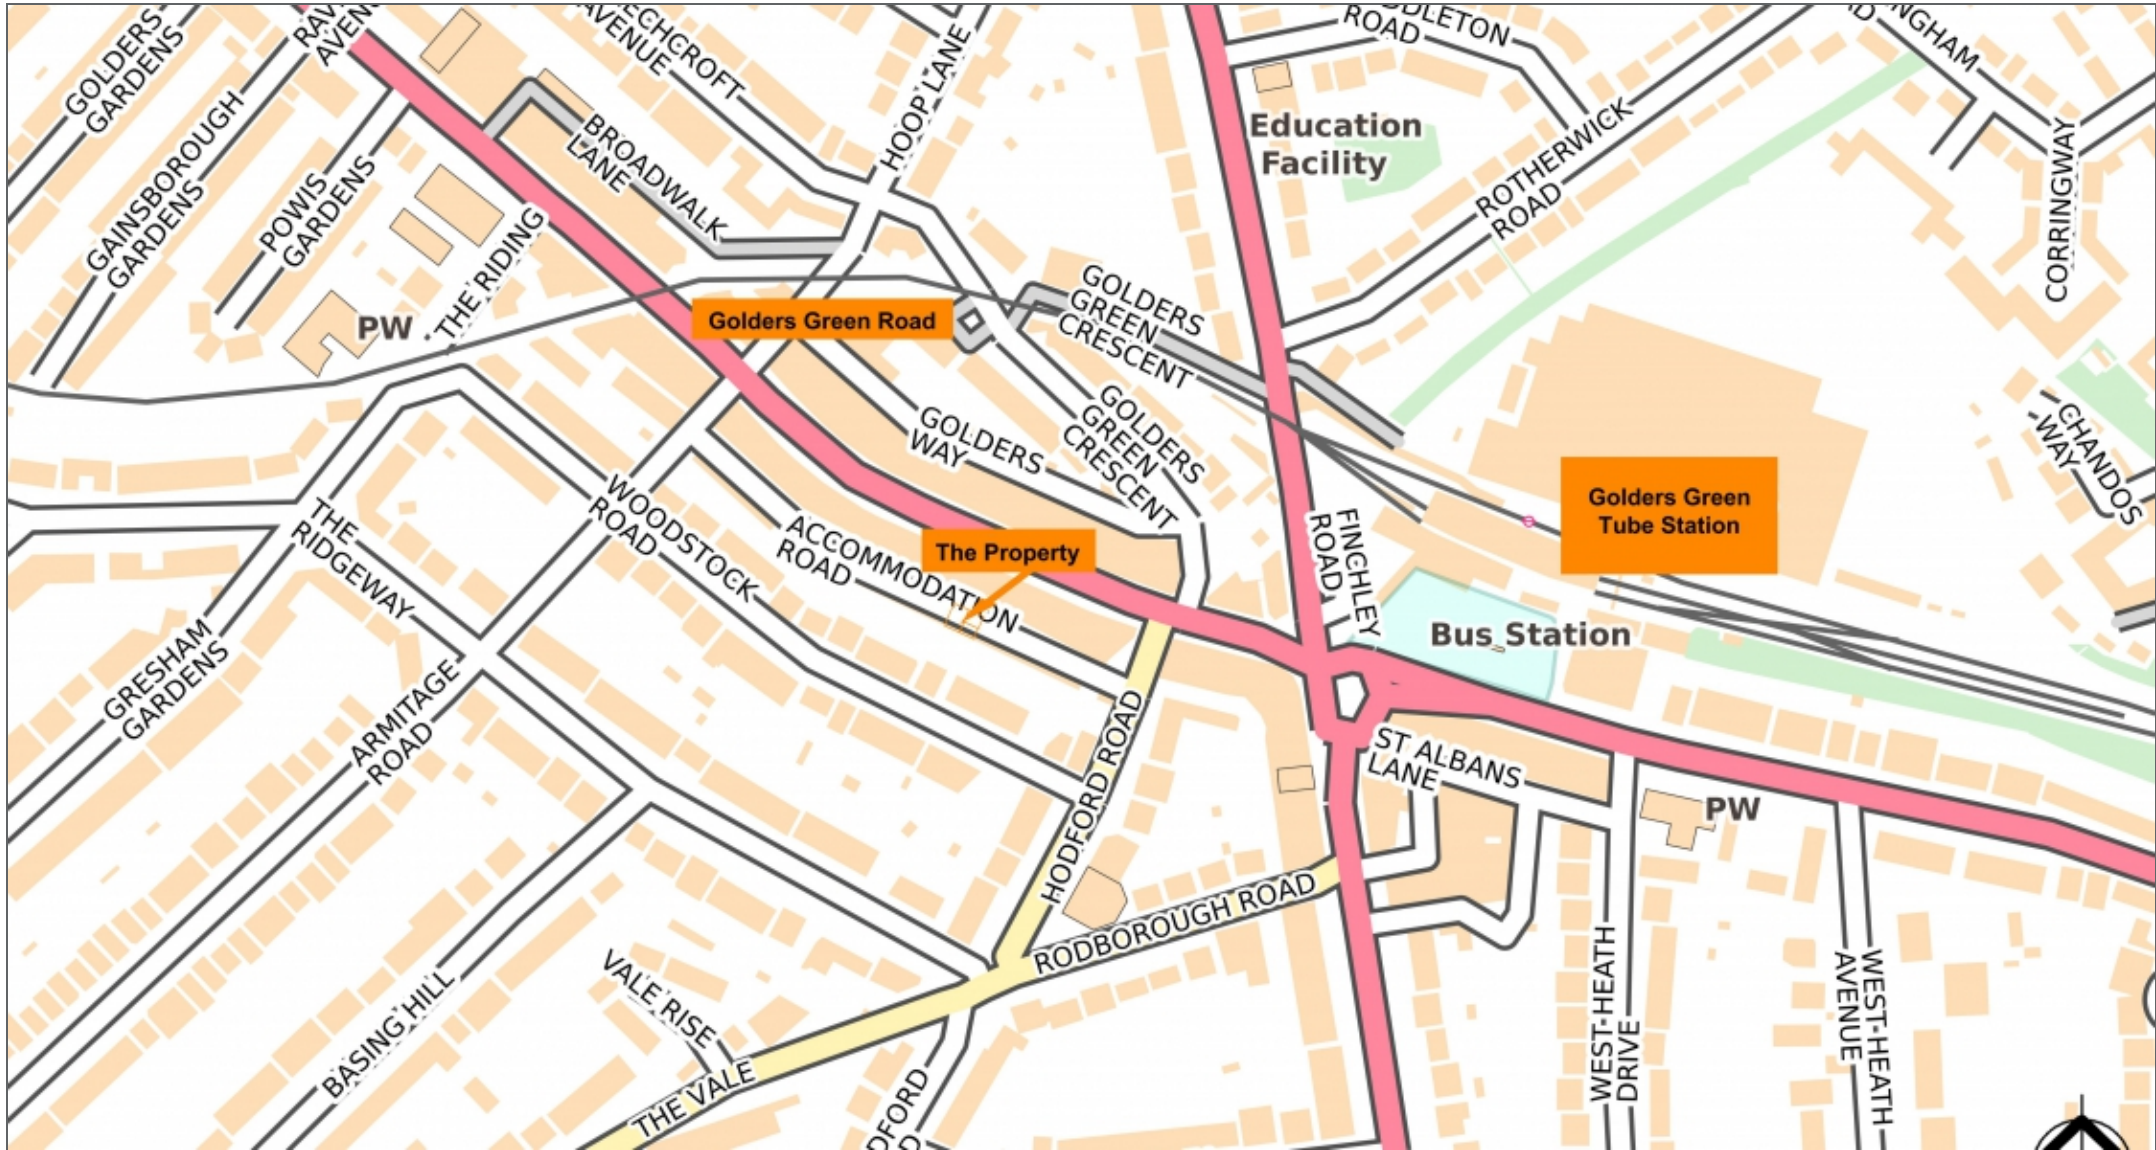 GOLDERS
GARDENS
AVENUE
HOOP LANE
ROAD
GAINSBOROUGH
GARDENS
POWIS
GARDENS
THE RIDING
BROADWALK
LANE
Education
Facility
ROTHERWICK
ROAD
CORRINGWAY
PW
Golders Green Road
GOLDERS
GREEN
CRESCENT
GOLDERS
WAY
GOLDERS
GREEN
CRESCENT
CHANDOS
WAY
THE
RIDGEWAY
WOODSTOCK
ROAD
ACCOMMODATION
ROAD
The Property
FINCHLEY
ROAD
Golders Green
Tube Station
Bus Station
GRESHAM
GARDENS
ARMITAGE
ROAD
HODFORD ROAD
ST ALBANS
LANE
PW
RODBOROUGH ROAD
VALE RISE
BASING HILL
THE VALE
WEST-HEATH
DRIVE
WEST-HEATH
AVENUE